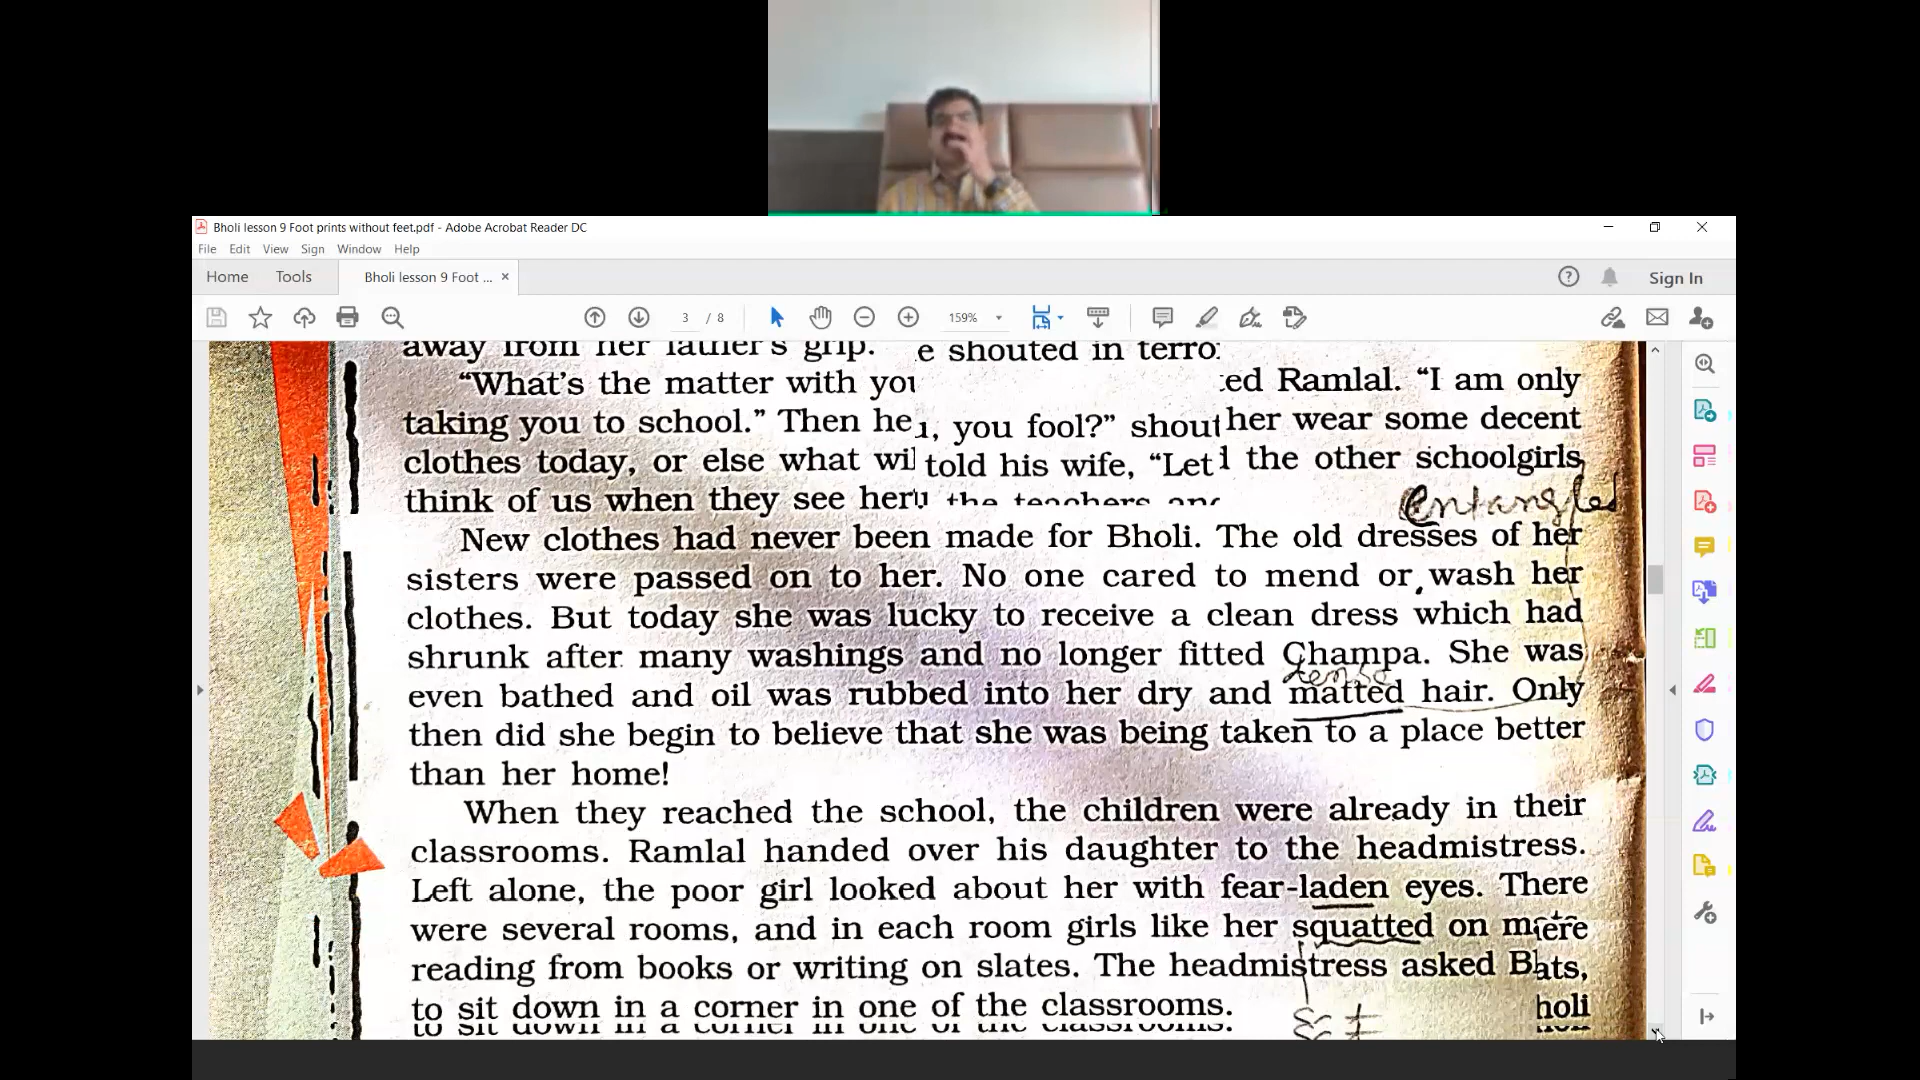 Bholi lesson 9 Foot prints without feet.pdf - Adobe Acrobat Reader DC
File Edit View Sign Window Help
Home Tools Bholi lesson 9 Foot ... × Sign In
3 / 8 159%
away from her father's grip. e shouted in terro
“What's the matter with you ed Ramlal. “I am only
taking you to school.” Then he , you fool?” shout her wear some decent
clothes today, or else what wil told his wife, “Let l the other schoolgirls
think of us when they see her the teachers and
entangled
New clothes had never been made for Bholi. The old dresses of her
sisters were passed on to her. No one cared to mend or wash her
clothes. But today she was lucky to receive a clean dress which had
shrunk after many washings and no longer fitted Champa. She was
even bathed and oil was rubbed into her dry and matted hair. Only
then did she begin to believe that she was being taken to a place better
than her home!
When they reached the school, the children were already in their
classrooms. Ramlal handed over his daughter to the headmistress.
Left alone, the poor girl looked about her with fear-laden eyes. There
were several rooms, and in each room girls like her squatted on m ere
reading from books or writing on slates. The headmistress asked B ats,
to sit down in a corner in one of the classrooms. holi